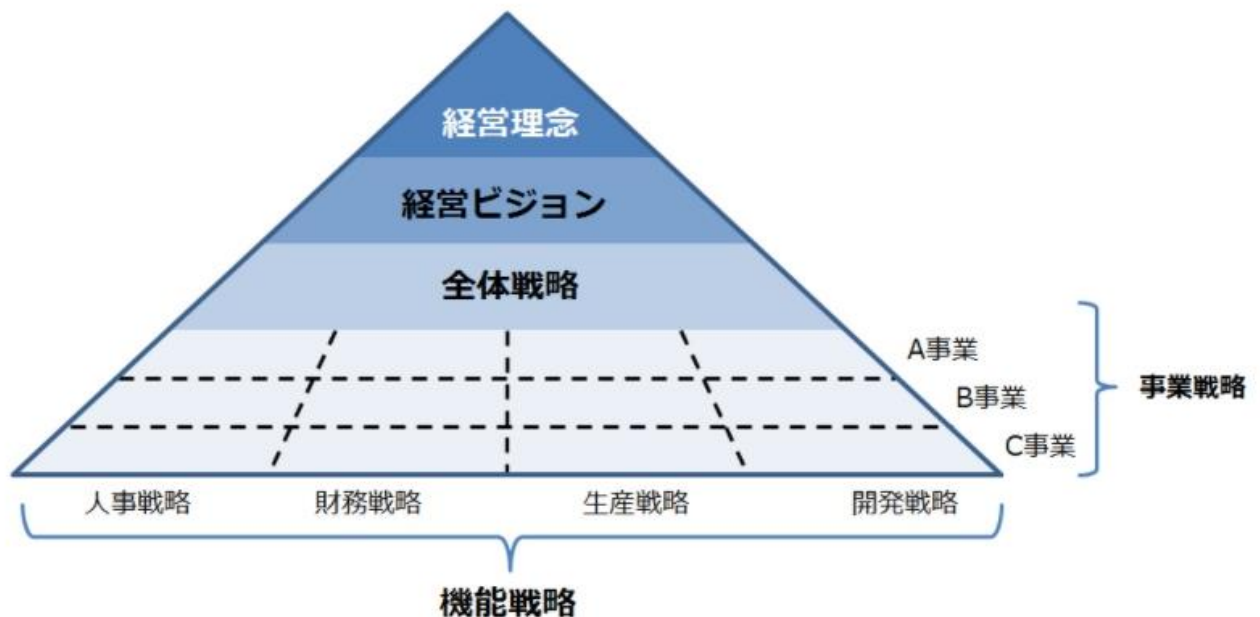 経営理念
経営ビジョン
全体戦略
A事業
B事業
C事業
事業戦略
人事戦略
財務戦略
生産戦略
開発戦略
機能戦略